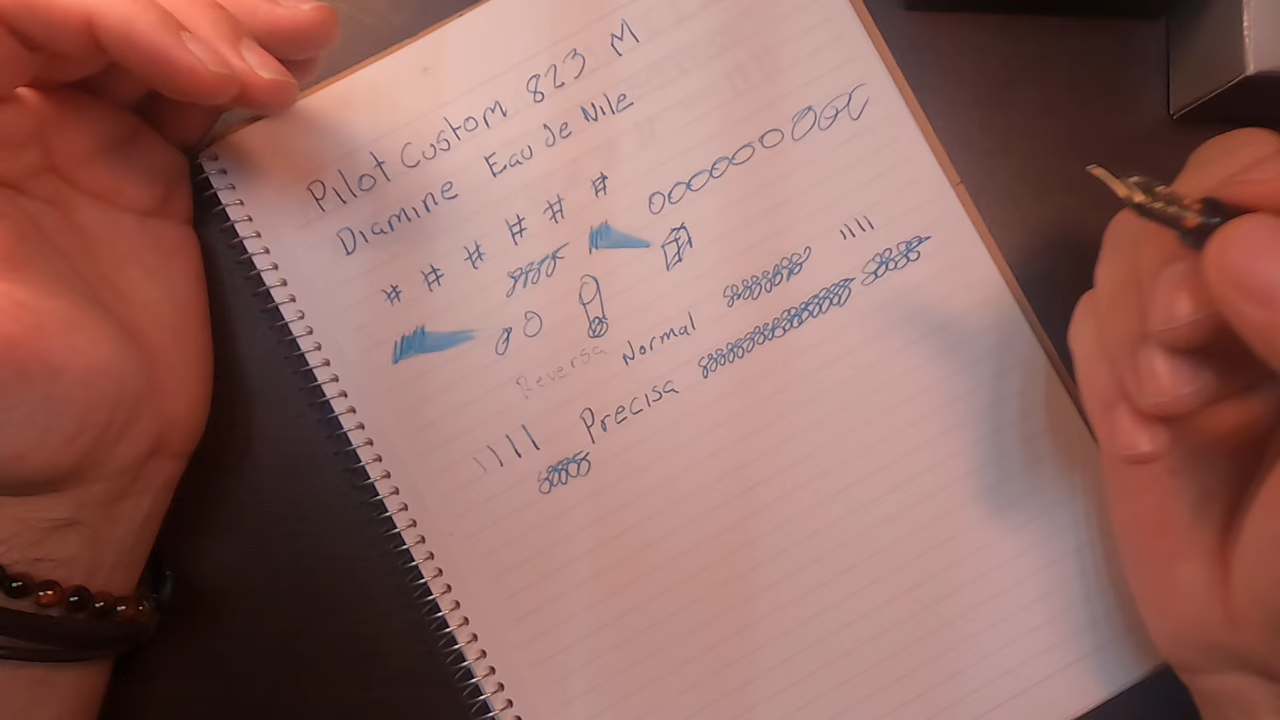 Pilot Custom 823 M
Diamine Eau de Nile
# # # # # #
Reversa Normal
Precisa